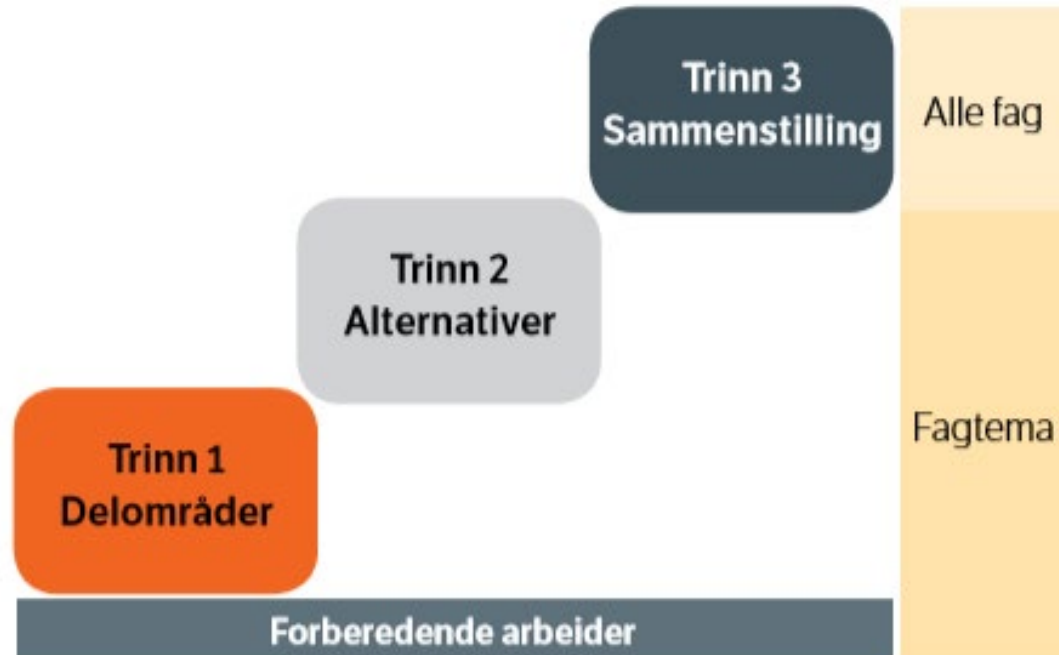 Trinn 3
Sammenstilling
Alle fag
Trinn 2
Alternativer
Fagtema
Trinn 1
Delområder
Forberedende arbeider